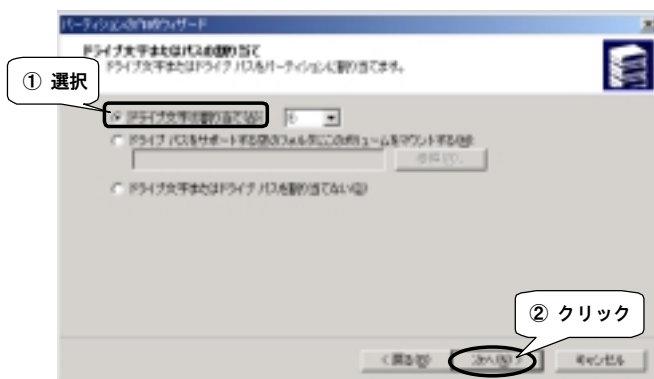 パーティションの作成ウィザード
ドライブ文字またはパスの割り当て
ドライブ文字またはドライブ パスをパーティションに割り当てます。
① 選択
ドライブ文字の割り当て(A):
ドライブ パスをサポートする空のフォルダにこのボリュームをマウントする(M):
参照(R)...
ドライブ文字またはドライブ パスを割り当てない(D)
② クリック
< 戻る(B)
次へ(N) >
キャンセル